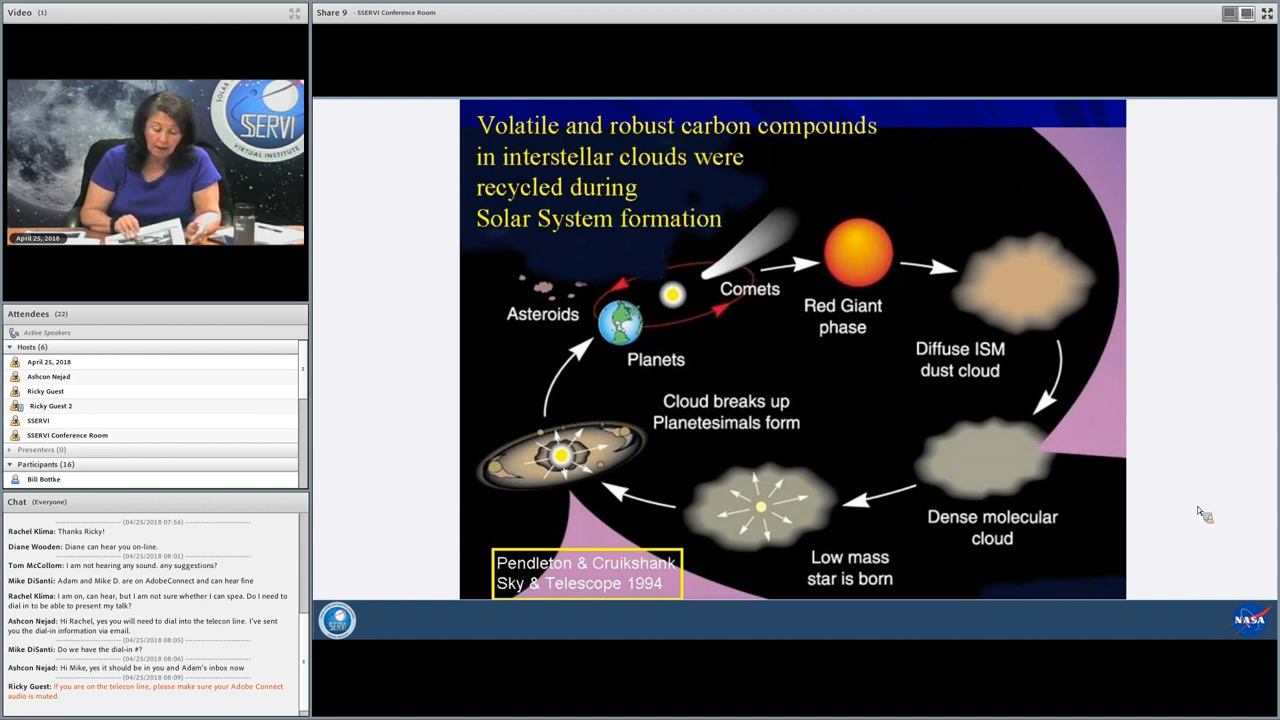 Video (1)
SOLAR S
SSERVI
VIRTUAL INSTITUTE
April 25, 2018
Attendees (22)
Active Speakers
Hosts (6)
April 25, 2018
Ashcon Nejad
Ricky Guest
Ricky Guest 2
SSERVI
SSERVI Conference Room
Presenters (0)
Participants (16)
Bill Bottke
Chat (Everyone)
(04/25/2018 07:56)
Rachel Klima: Thanks Ricky!
Diane Wooden: Diane can hear you on-line.
(04/25/2018 08:01)
Tom McCollom: I am not hearing any sound. any suggestions?
Mike DiSanti: Adam and Mike D. are on AdobeConnect and can hear fine
Rachel Klima: I am on, can hear, but I am not sure whether I can spea. Do I need to
dial in to be able to present my talk?
Ashcon Nejad: Hi Rachel, yes you will need to dial into the telecon line. I've sent
you the dial-in information via email.
(04/25/2018 08:05)
Mike DiSanti: Do we have the dial-in #?
(04/25/2018 08:06)
Ashcon Nejad: Hi Mike, yes it should be in you and Adam's inbox now
(04/25/2018 08:09)
Ricky Guest: If you are on the telecon line, please make sure your Adobe Connect
audio is muted.
Share 9 - SSERVI Conference Room
Volatile and robust carbon compounds
in interstellar clouds were
recycled during
Solar System formation
Comets
Asteroids
Red Giant
phase
Planets
Diffuse ISM
dust cloud
Cloud breaks up
Planetesimals form
Dense molecular
cloud
Low mass
star is born
Pendleton & Cruikshank
Sky & Telescope 1994
SSERVI
NASA